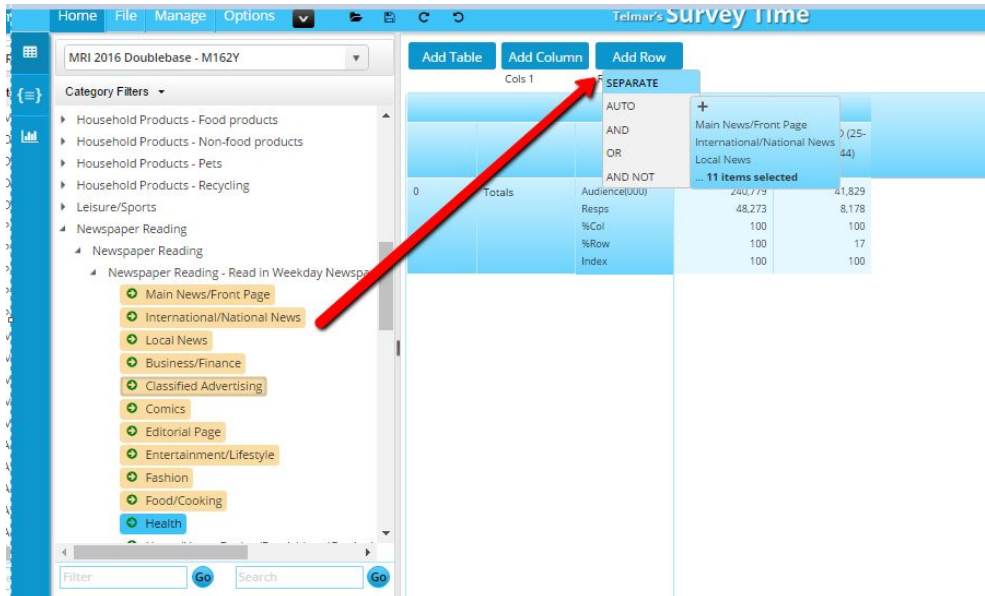 Home File Manage Options
Telmar's Survey Time
MRI 2016 Doublebase - M162Y
Category Filters
Household Products - Food products
Household Products - Non-food products
Household Products - Pets
Household Products - Recycling
Leisure/Sports
Newspaper Reading
Newspaper Reading
Newspaper Reading - Read in Weekday Newspa
Main News/Front Page
International/National News
Local News
Business/Finance
Classified Advertising
Comics
Editorial Page
Entertainment/Lifestyle
Fashion
Food/Cooking
Health
Filter Go Search Go
Add Table Add Column Add Row
Cols 1
SEPARATE
AUTO
AND
OR
AND NOT
+
Main News/Front Page
International/National News
Local News
... 11 items selected
(25-
44)
0 Totals Audience(000) 240,779 41,829
Resps 48,273 8,178
%Col 100 100
%Row 100 17
Index 100 100